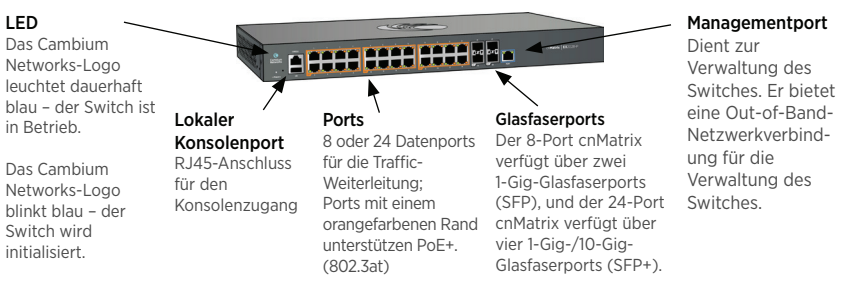 LED
Das Cambium
Networks-Logo
leuchtet dauerhaft
blau – der Switch ist
in Betrieb.
Das Cambium
Networks-Logo
blinkt blau – der
Switch wird
initialisiert.
Lokaler
Konsolenport
RJ45-Anschluss
für den
Konsolenzugang
Ports
8 oder 24 Datenports
für die Traffic-
Weiterleitung;
Ports mit einem
orangefarbenen Rand
unterstützen PoE+.
(802.3at)
Glasfaserports
Der 8-Port cnMatrix
verfügt über zwei
1-Gig-Glasfaserports
(SFP), und der 24-Port
cnMatrix verfügt über
vier 1-Gig-/10-Gig-
Glasfaserports (SFP+).
Managementport
Dient zur
Verwaltung des
Switches. Er bietet
eine Out-of-Band-
Netzwerkverbind-
ung für die
Verwaltung des
Switches.